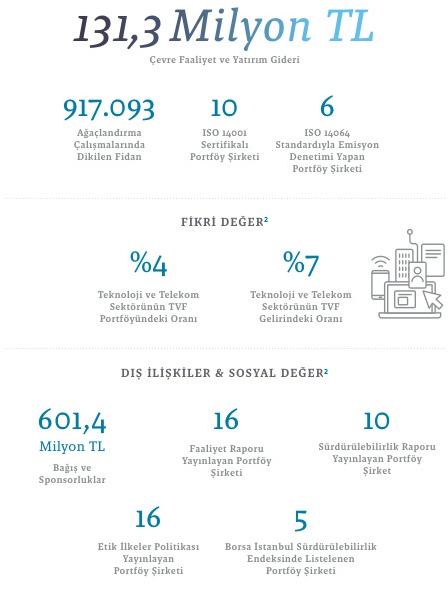 131,3 Milyon TL
Çevre Faaliyet ve Yatırım Gideri
917.093
Ağaçlandırma
Çalışmalarında
Dikilen Fidan
10
ISO 14001
Sertifikalı
Portföy Şirketi
6
ISO 14064
Standardıyla Emisyon
Denetimi Yapan
Portföy Şirketi
FİKRİ DEĞER²
%4
Teknoloji ve Telekom
Sektörünün TVF
Portföyündeki Oranı
%7
Teknoloji ve Telekom
Sektörünün TVF
Gelirindeki Oranı
DIŞ İLİŞKİLER & SOSYAL DEĞER²
601,4
Milyon TL
Bağış ve
Sponsorluklar
16
Faaliyet Raporu
Yayınlayan Portföy
Şirketi
10
Sürdürülebilirlik Raporu
Yayınlayan Portföy
Şirket
16
Etik İlkeler Politikası
Yayınlayan
Portföy Şirketi
5
Borsa İstanbul Sürdürülebilirlik
Endeksinde Listelenen
Portföy Şirketi